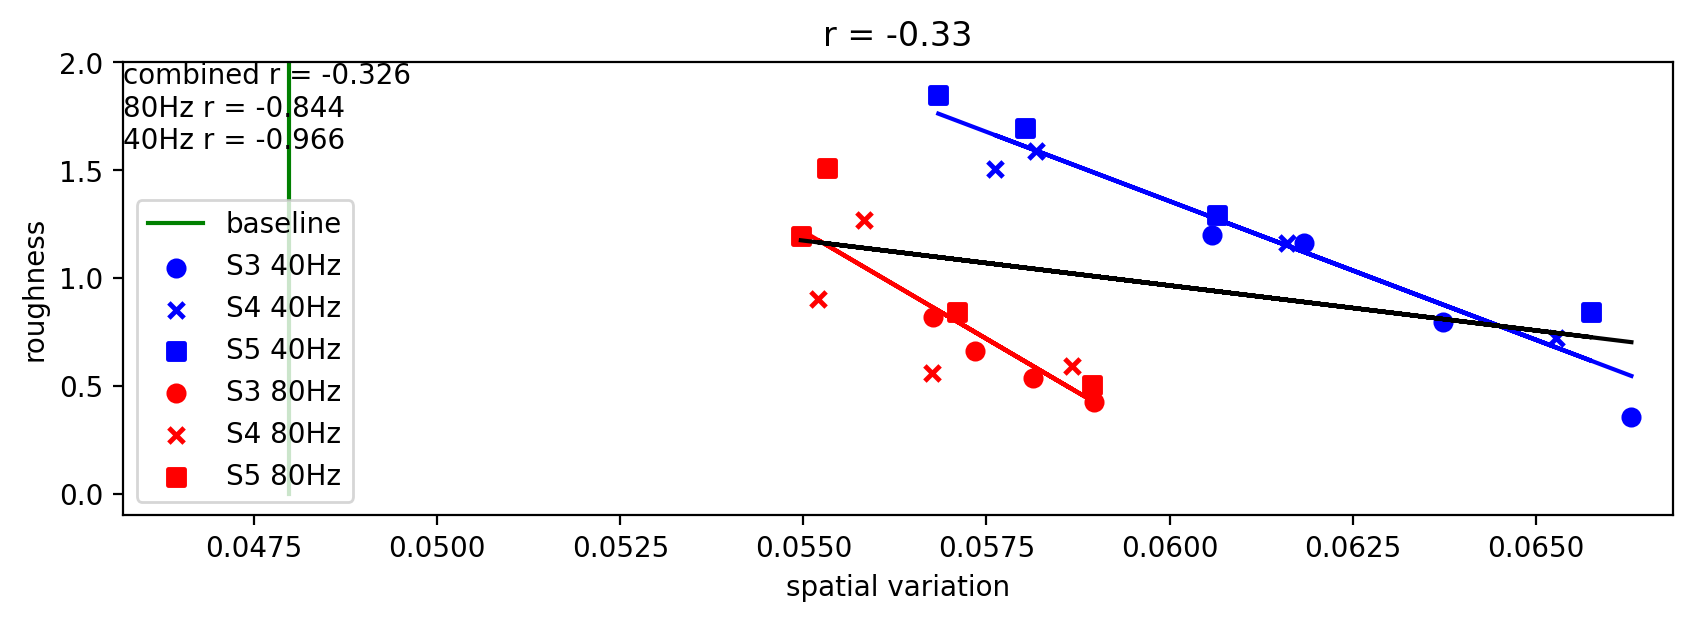 r = -0.33
combined r = -0.326
80Hz r = -0.844
40Hz r = -0.966
baseline
S3 40Hz
S4 40Hz
S5 40Hz
S3 80Hz
S4 80Hz
S5 80Hz
roughness
2.0
1.5
1.0
0.5
0.0
0.0475 0.0500 0.0525 0.0550 0.0575 0.0600 0.0625 0.0650
spatial variation